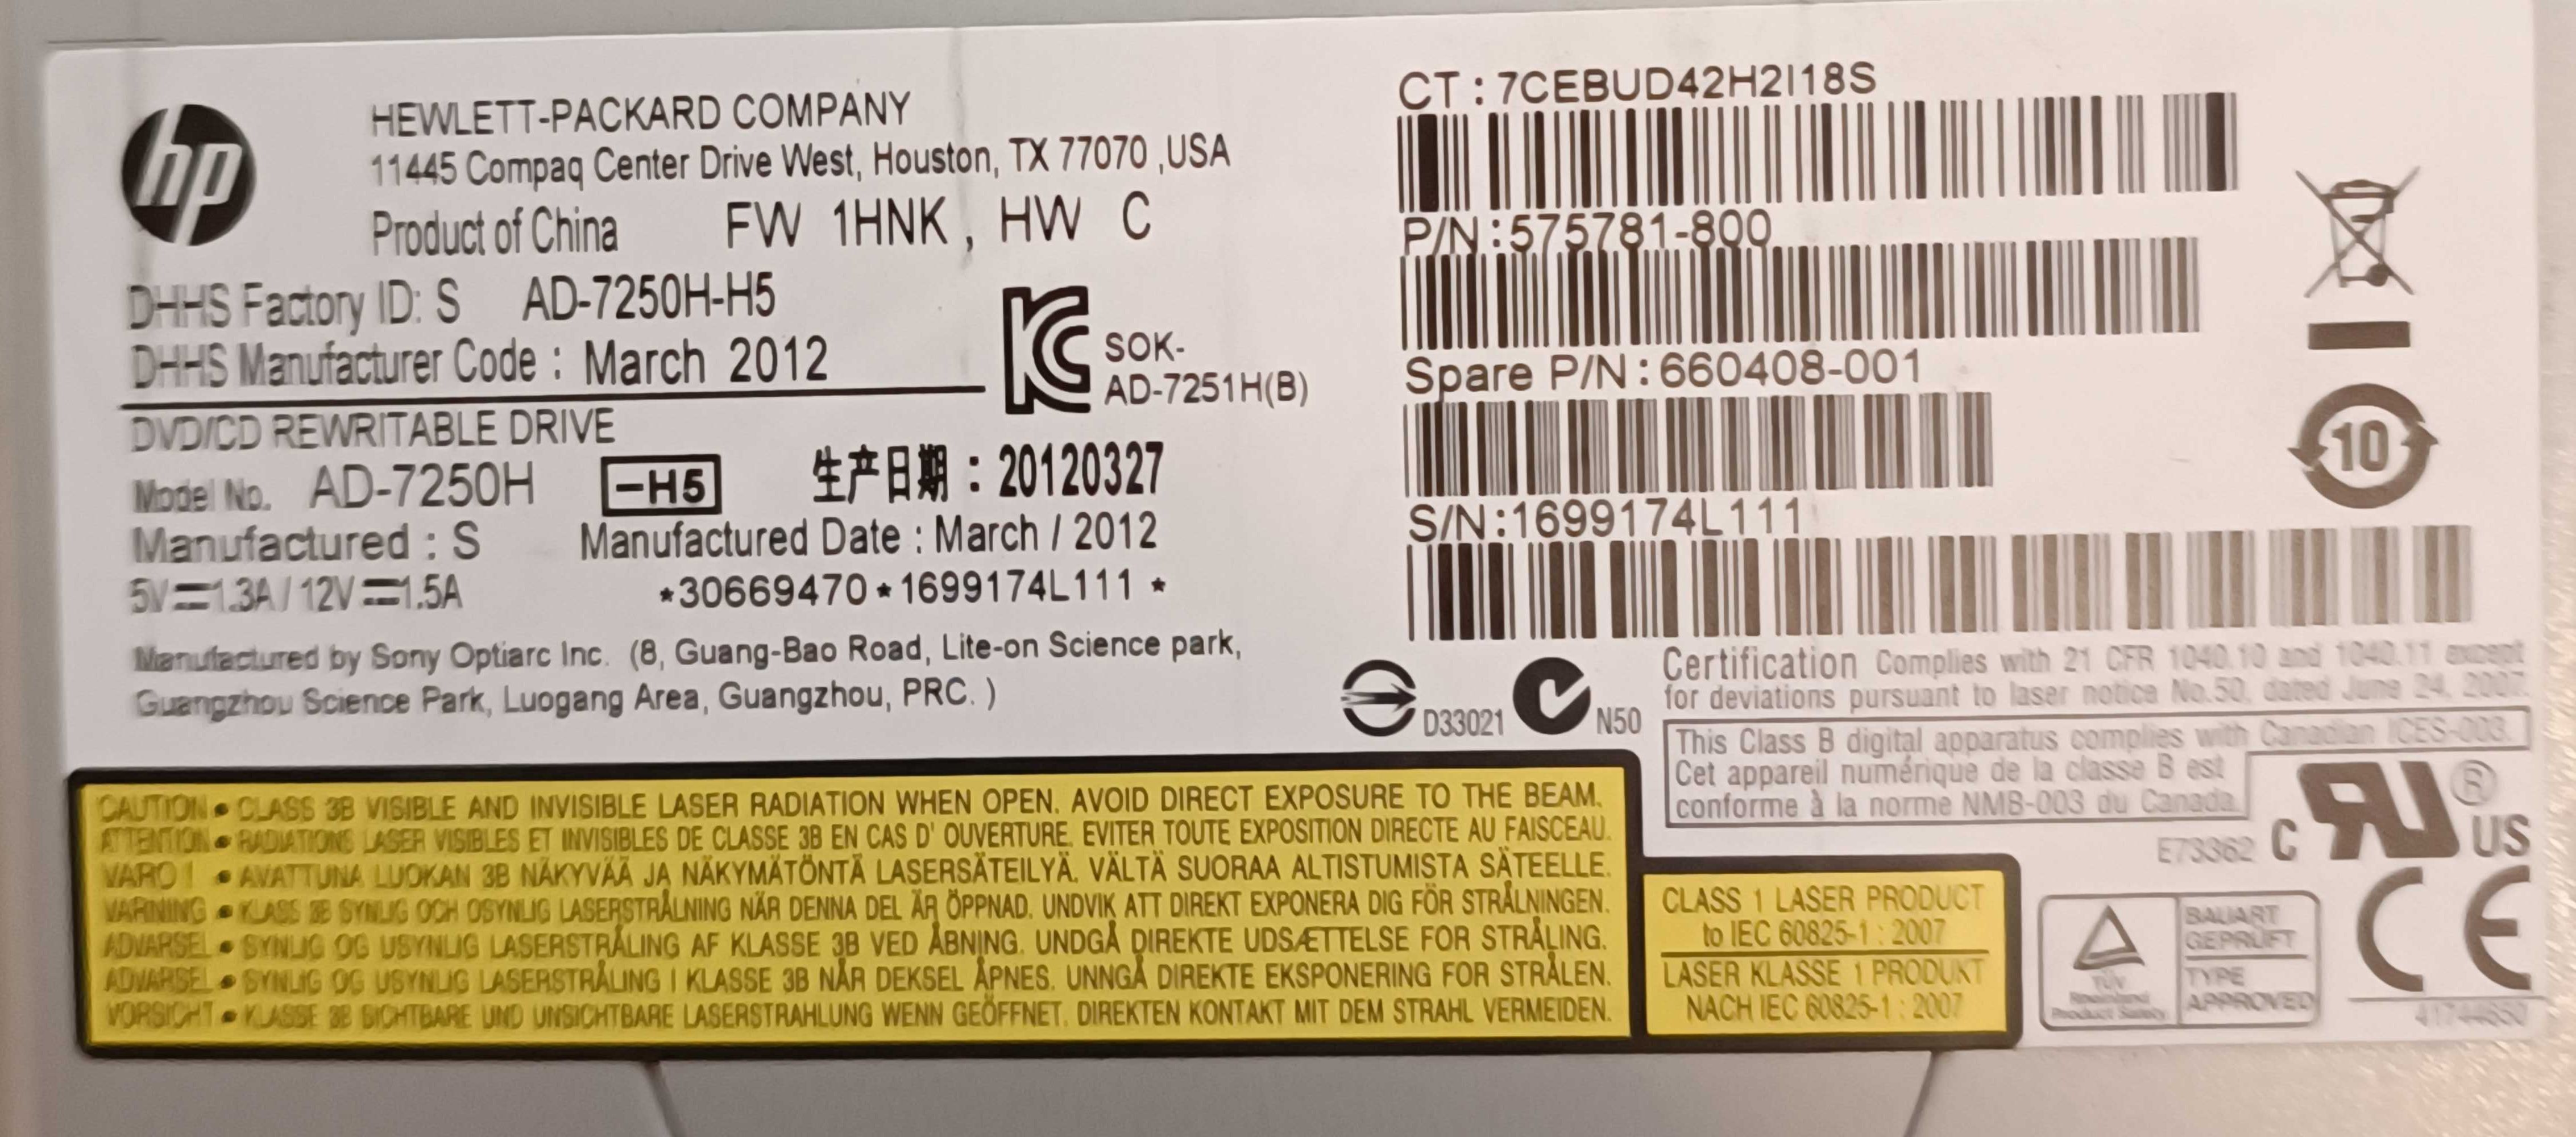 hp
HEWLETT-PACKARD COMPANY
11445 Compaq Center Drive West, Houston, TX 77070 ,USA
Product of China FW 1HNK , HW C
DHHS Factory ID: S AD-7250H-H5
DHHS Manufacturer Code : March 2012
SOK-
AD-7251H(B)
DVD/CD REWRITABLE DRIVE
Model No. AD-7250H -H5 生产日期 : 20120327
Manufactured : S Manufactured Date : March / 2012
5V⎓1.3A / 12V⎓1.5A *30669470*1699174L111 *
Manufactured by Sony Optiarc Inc. (8, Guang-Bao Road, Lite-on Science park,
Guangzhou Science Park, Luogang Area, Guangzhou, PRC. )
CT : 7CEBUD42H2I18S
P/N : 575781-800
Spare P/N : 660408-001
S/N:1699174L111
10
D33021 N50
Certification Complies with 21 CFR 1040.10 and 1040.11 except
for deviations pursuant to laser notice No.50, dated June 24, 2007.
This Class B digital apparatus complies with Canadian ICES-003.
Cet appareil numérique de la classe B est
conforme à la norme NMB-003 du Canada.
E73362 C RU ® US
CAUTION • CLASS 3B VISIBLE AND INVISIBLE LASER RADIATION WHEN OPEN. AVOID DIRECT EXPOSURE TO THE BEAM.
ATTENTION • RADIATIONS LASER VISIBLES ET INVISIBLES DE CLASSE 3B EN CAS D' OUVERTURE. EVITER TOUTE EXPOSITION DIRECTE AU FAISCEAU.
VARO ! • AVATTUNA LUOKAN 3B NÄKYVÄÄ JA NÄKYMÄTÖNTÄ LASERSÄTEILYÄ. VÄLTÄ SUORAA ALTISTUMISTA SÄTEELLE.
VARNING • KLASS 3B SYNLIG OCH OSYNLIG LASERSTRÅLNING NÄR DENNA DEL ÄR ÖPPNAD. UNDVIK ATT DIREKT EXPONERA DIG FÖR STRÅLNINGEN.
ADVARSEL • SYNLIG OG USYNLIG LASERSTRÅLING AF KLASSE 3B VED ÅBNING. UNDGÅ DIREKTE UDSÆTTELSE FOR STRÅLING.
ADVARSEL • SYNLIG OG USYNLIG LASERSTRÅLING I KLASSE 3B NÅR DEKSEL ÅPNES. UNNGÅ DIREKTE EKSPONERING FOR STRÅLEN.
VORSICHT • KLASSE 3B SICHTBARE UND UNSICHTBARE LASERSTRAHLUNG WENN GEÖFFNET. DIREKTEN KONTAKT MIT DEM STRAHL VERMEIDEN.
CLASS 1 LASER PRODUCT
to IEC 60825-1 : 2007
LASER KLASSE 1 PRODUKT
NACH IEC 60825-1 : 2007
TÜV
Rheinland
Product Safety
BAUART
GEPRÜFT
TYPE
APPROVED
CE
41744650